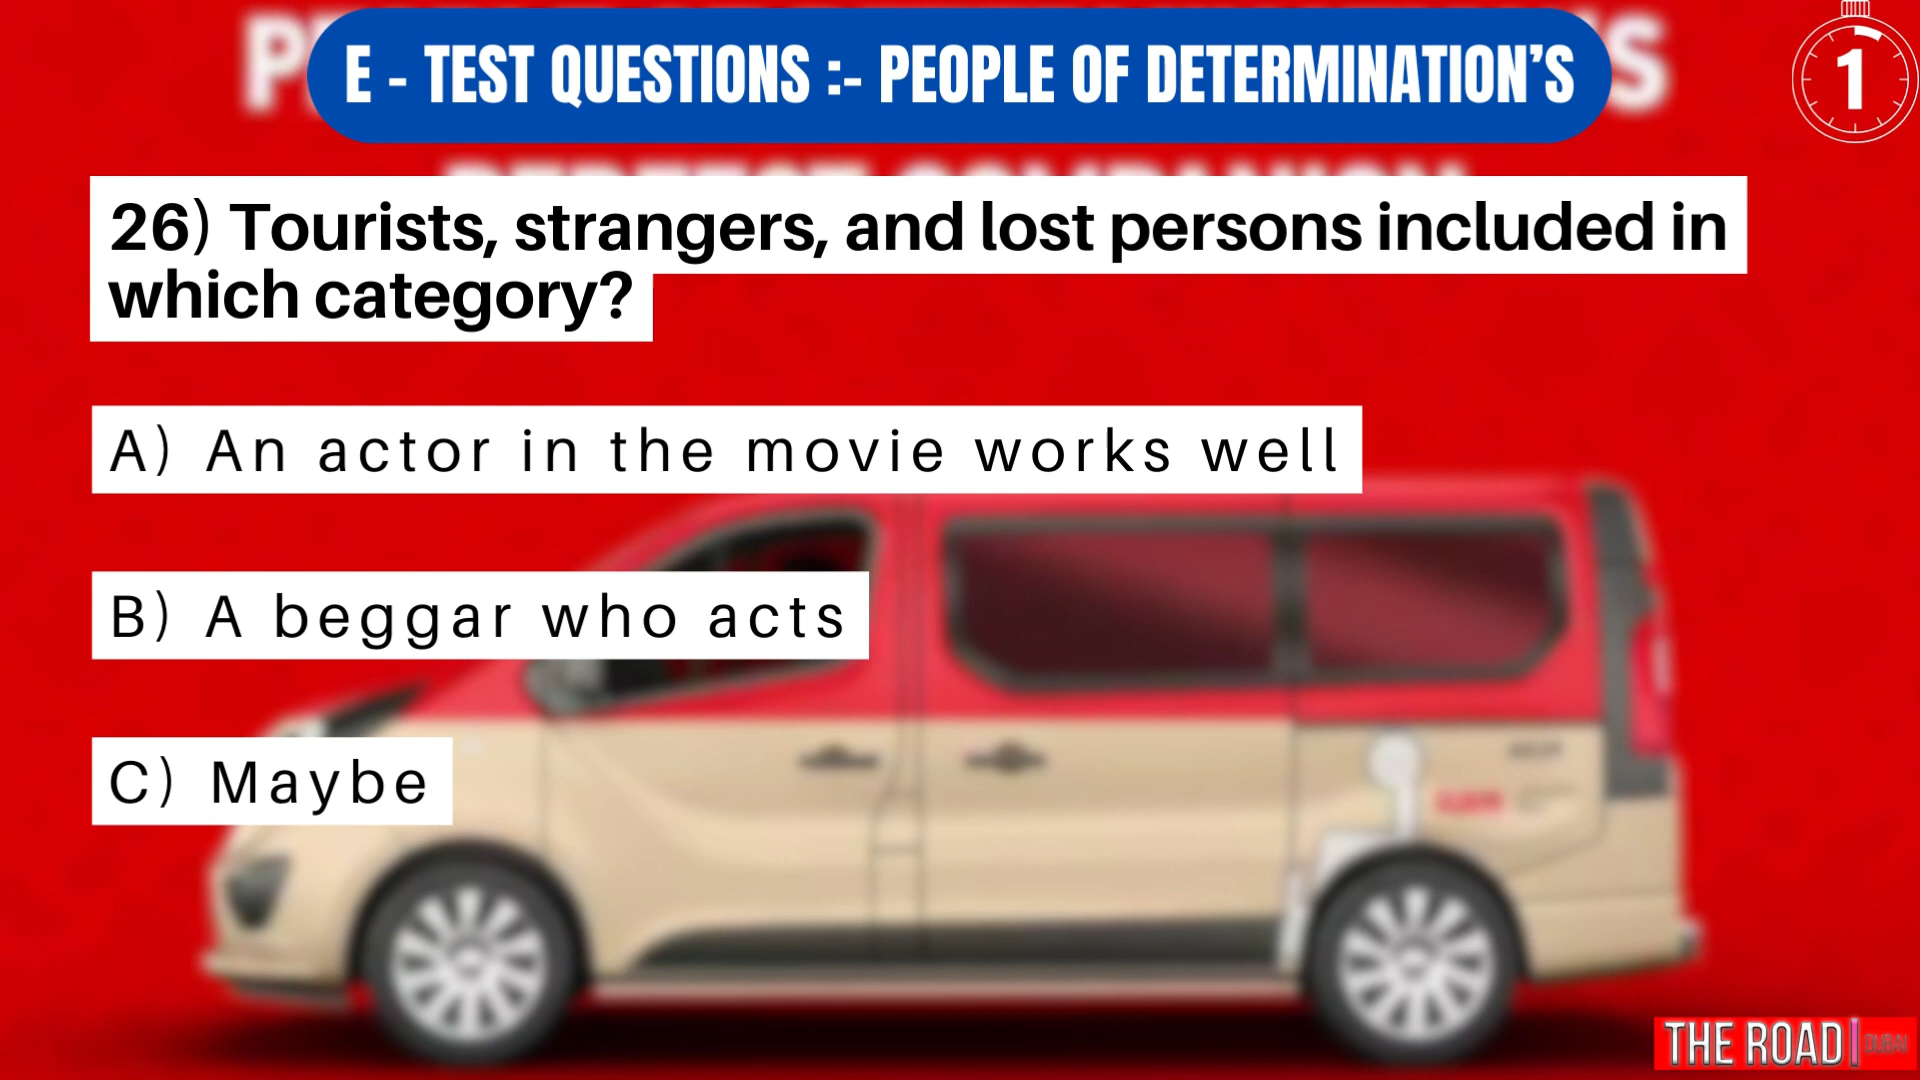 E - TEST QUESTIONS :- PEOPLE OF DETERMINATION’S
1
26) Tourists, strangers, and lost persons included in
which category?
A) An actor in the movie works well
B) A beggar who acts
C) Maybe
THE ROAD DUBAI